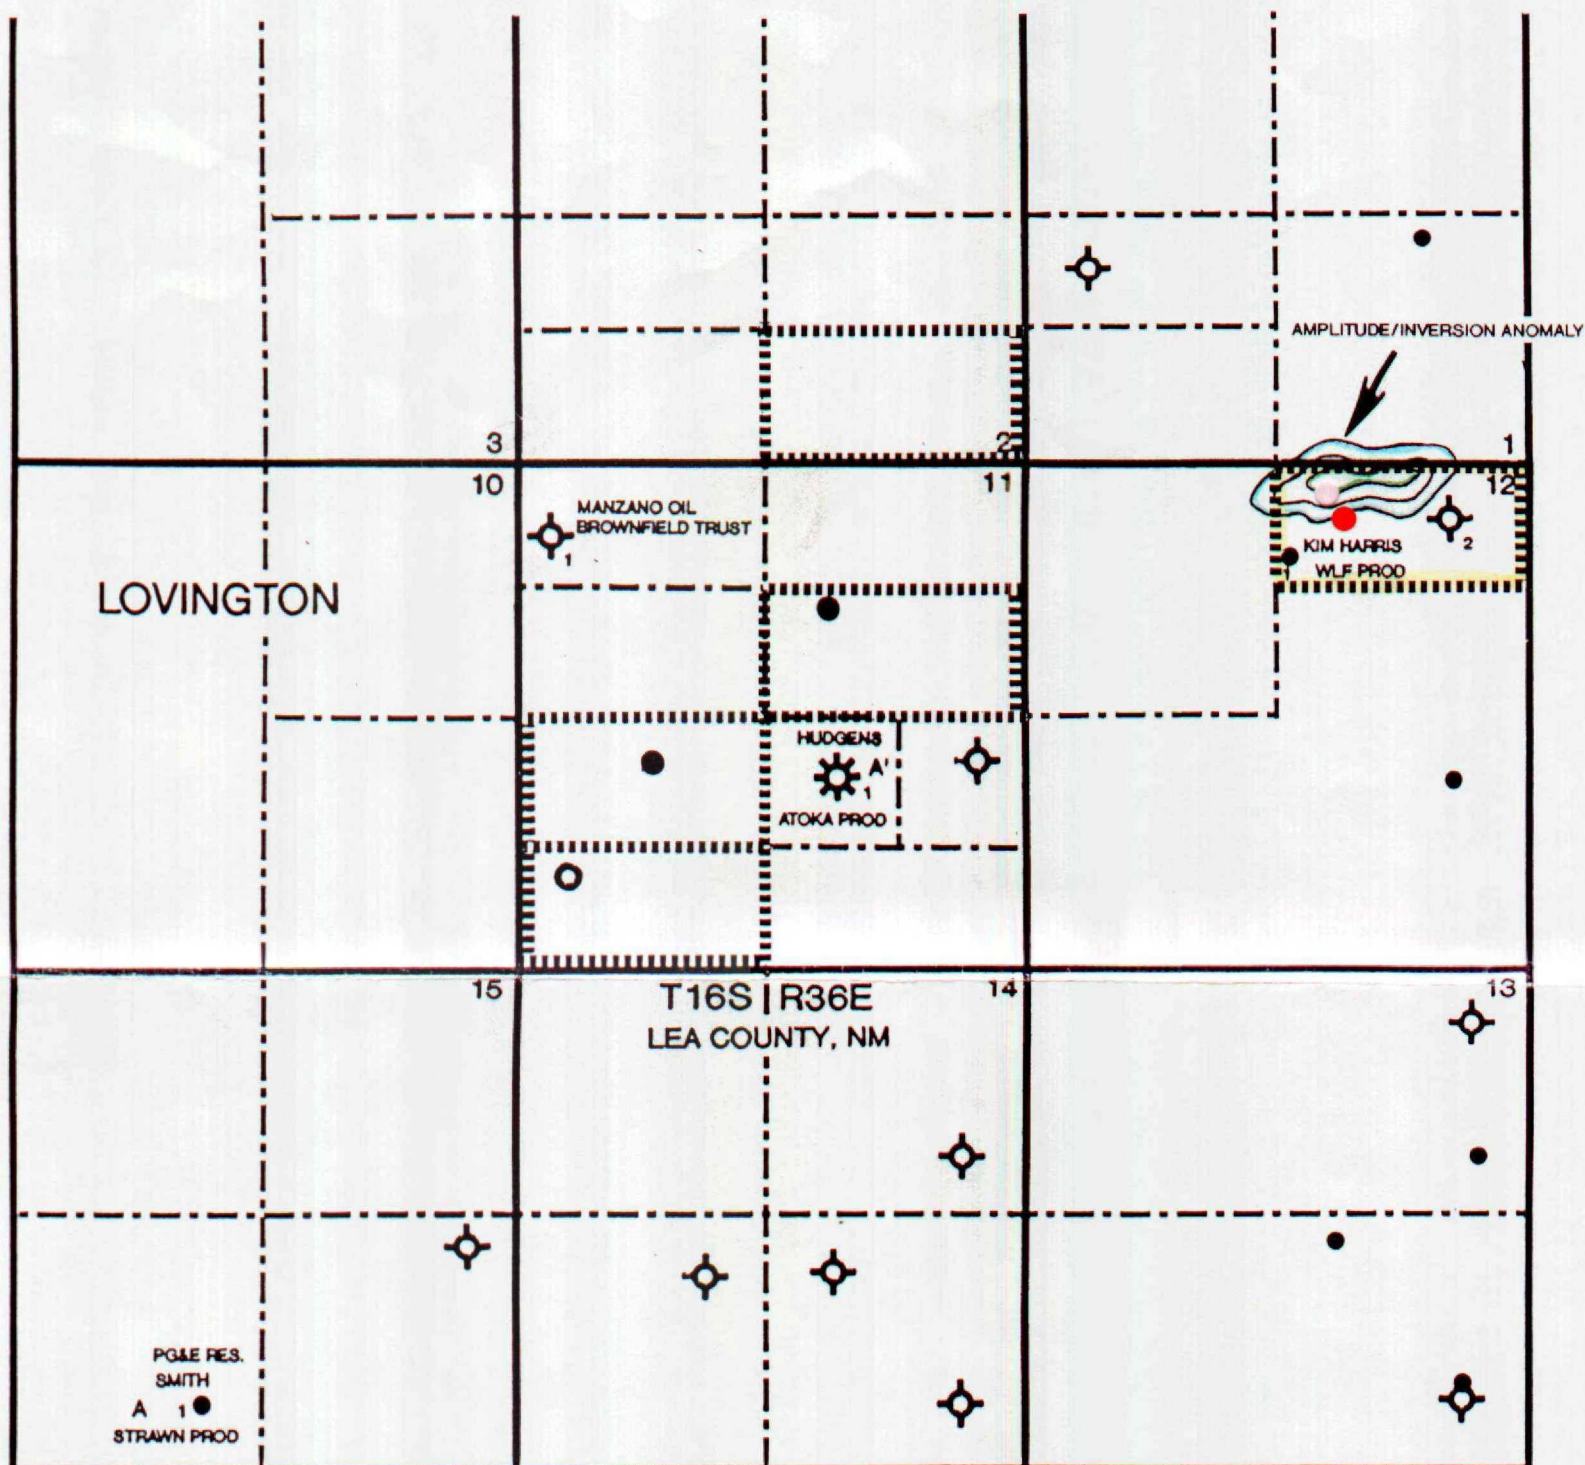 AMPLITUDE/INVERSION ANOMALY
3
2
1
10
11
12
MANZANO OIL
BROWNFIELD TRUST
1
2
KIM HARRIS
1
WLF PROD
LOVINGTON
HUDGENS
A'
1
ATOKA PROD
15
14
13
T16S R36E
LEA COUNTY, NM
PG&E RES.
SMITH
A 1
STRAWN PROD